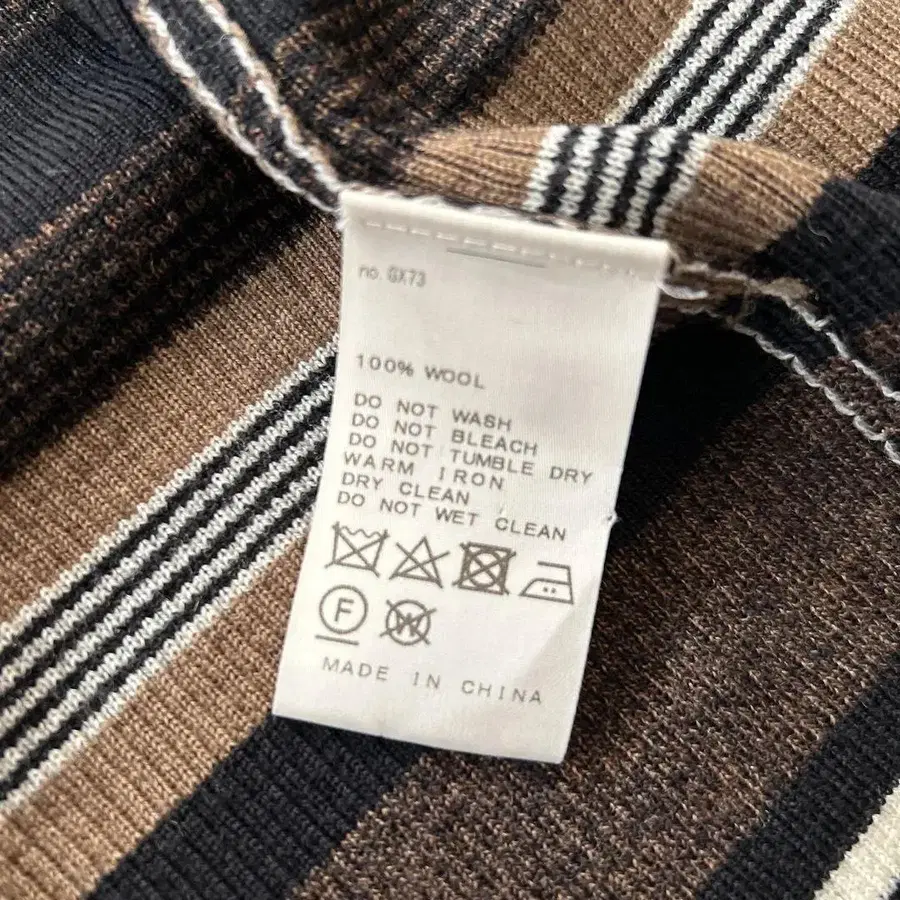 no. GX73
100% WOOL
DO NOT WASH
DO NOT BLEACH
DO NOT TUMBLE DRY
WARM IRON
DRY CLEAN
DO NOT WET CLEAN
F W
MADE IN CHINA